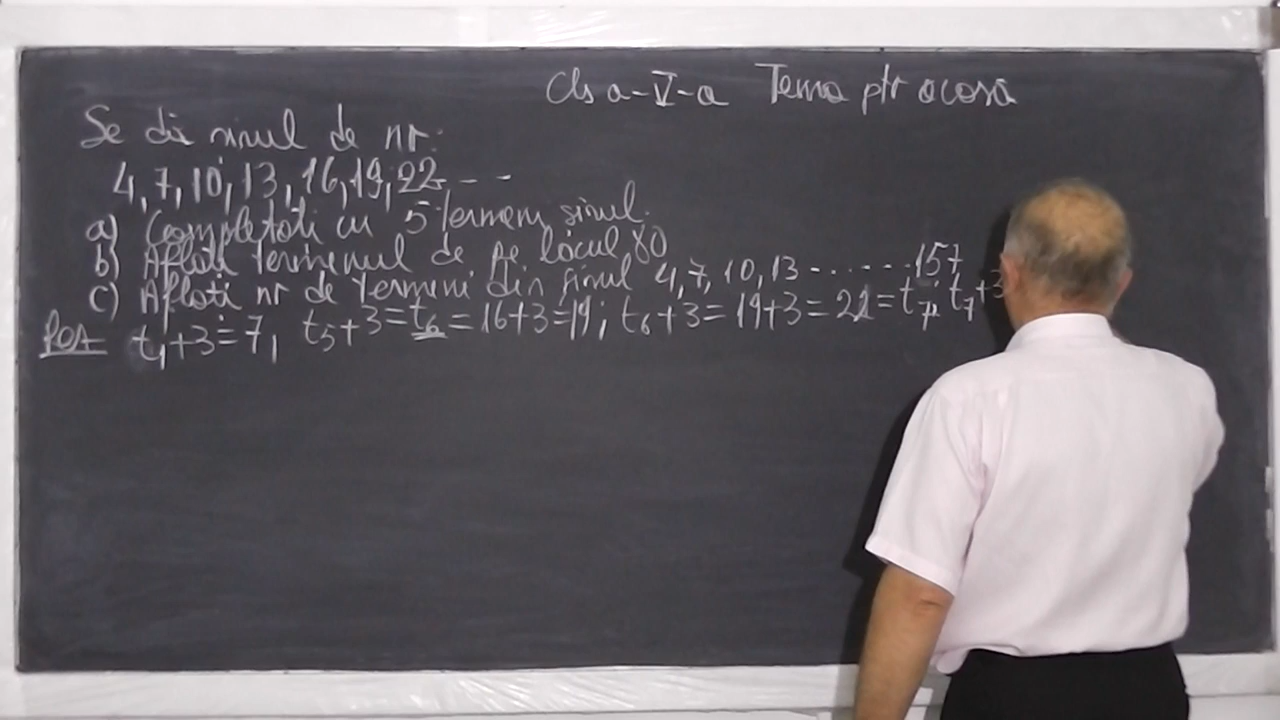 Cls a-V-a Tema ptr acasă
Se dă șirul de nr:
4, 7, 10, 13, 16, 19, 22, - -
a) Completați cu 5 termeni șirul.
b) Aflați termenul de pe locul 80
c) Aflați nr de termeni din șirul 4, 7, 10, 13 ....... 157
t₁+3=7, t₅+3=t₆=16+3=19; t₆+3=19+3=22=t₇, t₇+3